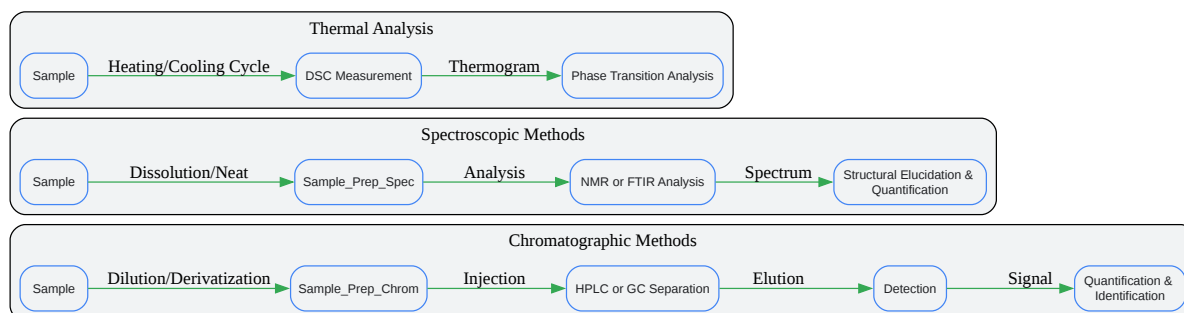 Thermal Analysis
Sample
Heating/Cooling Cycle
DSC Measurement
Thermogram
Phase Transition Analysis
Spectroscopic Methods
Sample
Dissolution/Neat
Sample_Prep_Spec
Analysis
NMR or FTIR Analysis
Spectrum
Structural Elucidation &
Quantification
Chromatographic Methods
Sample
Dilution/Derivatization
Sample_Prep_Chrom
Injection
HPLC or GC Separation
Elution
Detection
Signal
Quantification &
Identification